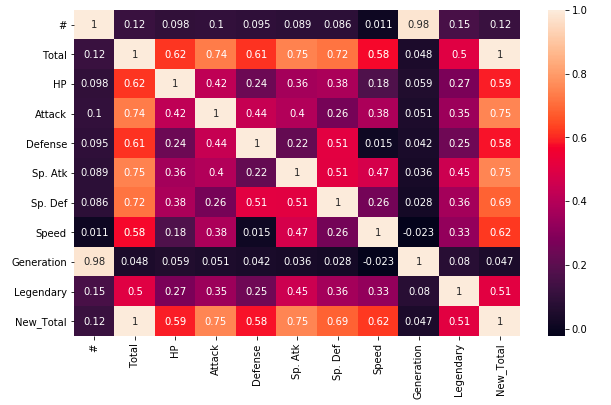 # 1 0.12 0.098 0.1 0.095 0.089 0.086 0.011 0.98 0.15 0.12
Total 0.12 1 0.62 0.74 0.61 0.75 0.72 0.58 0.048 0.5 1
HP 0.098 0.62 1 0.42 0.24 0.36 0.38 0.18 0.059 0.27 0.59
Attack 0.1 0.74 0.42 1 0.44 0.4 0.26 0.38 0.051 0.35 0.75
Defense 0.095 0.61 0.24 0.44 1 0.22 0.51 0.015 0.042 0.25 0.58
Sp. Atk 0.089 0.75 0.36 0.4 0.22 1 0.51 0.47 0.036 0.45 0.75
Sp. Def 0.086 0.72 0.38 0.26 0.51 0.51 1 0.26 0.028 0.36 0.69
Speed 0.011 0.58 0.18 0.38 0.015 0.47 0.26 1 -0.023 0.33 0.62
Generation 0.98 0.048 0.059 0.051 0.042 0.036 0.028 -0.023 1 0.08 0.047
Legendary 0.15 0.5 0.27 0.35 0.25 0.45 0.36 0.33 0.08 1 0.51
New_Total 0.12 1 0.59 0.75 0.58 0.75 0.69 0.62 0.047 0.51 1
# Total HP Attack Defense Sp. Atk Sp. Def Speed Generation Legendary New_Total
1.0
0.8
0.6
0.4
0.2
0.0